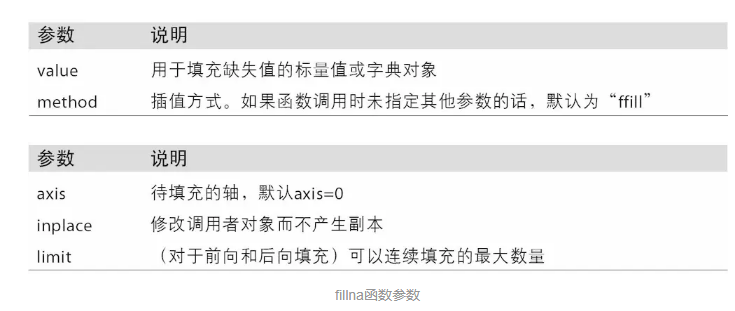 参数 说明
value 用于填充缺失值的标量值或字典对象
method 插值方式。如果函数调用时未指定其他参数的话，默认为“ffill”
参数 说明
axis 待填充的轴，默认axis=0
inplace 修改调用者对象而不产生副本
limit （对于前向和后向填充）可以连续填充的最大数量
fillna函数参数